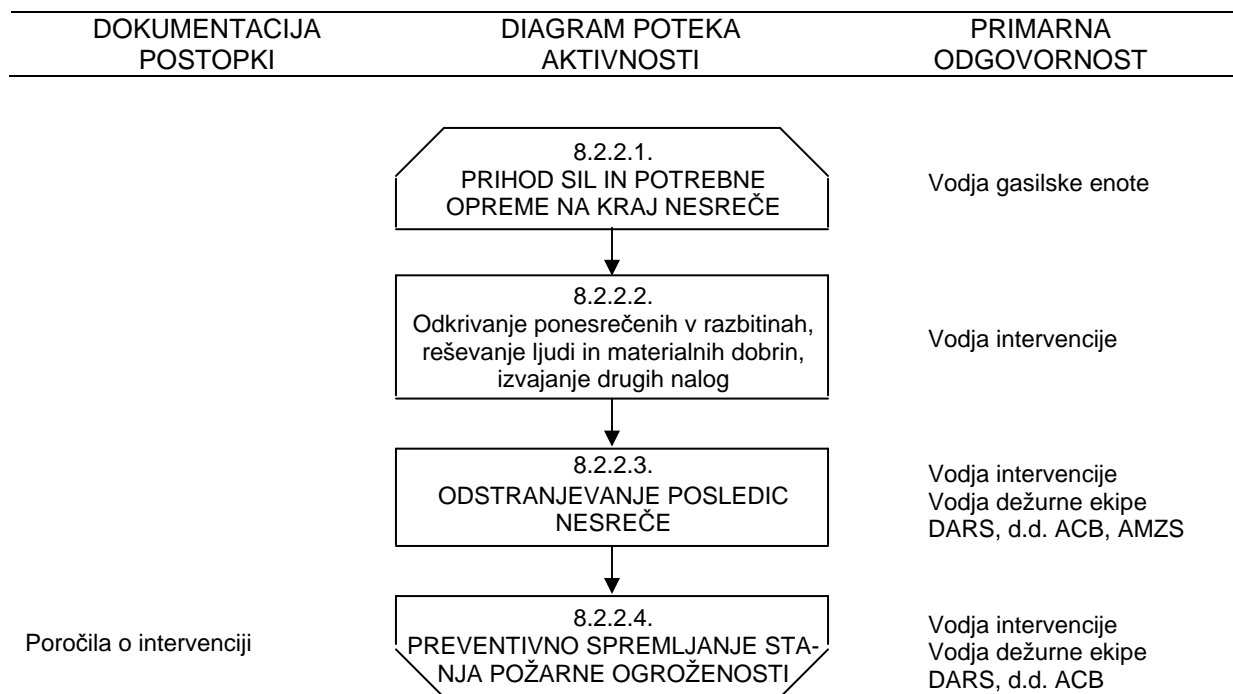 DOKUMENTACIJA
POSTOPKI
DIAGRAM POTEKA
AKTIVNOSTI
PRIMARNA
ODGOVORNOST
8.2.2.1.
PRIHOD SIL IN POTREBNE
OPREME NA KRAJ NESREČE
Vodja gasilske enote
8.2.2.2.
Odkrivanje ponesrečenih v razbitinah,
reševanje ljudi in materialnih dobrin,
izvajanje drugih nalog
Vodja intervencije
8.2.2.3.
ODSTRANJEVANJE POSLEDIC
NESREČE
Vodja intervencije
Vodja dežurne ekipe
DARS, d.d. ACB, AMZS
Poročila o intervenciji
8.2.2.4.
PREVENTIVNO SPREMLJANJE STA-
NJA POŽARNE OGROŽENOSTI
Vodja intervencije
Vodja dežurne ekipe
DARS, d.d. ACB